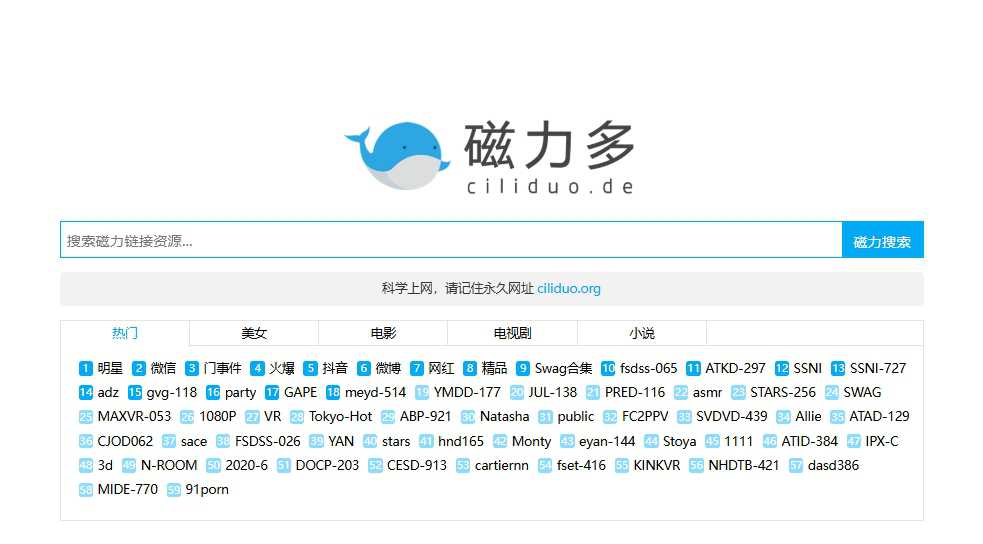 磁力多
ciliduo.de
搜索磁力链接资源... 磁力搜索
科学上网，请记住永久网址 ciliduo.org
热门 美女 电影 电视剧 小说
1 明星 2 微信 3 门事件 4 火爆 5 抖音 6 微博 7 网红 8 精品 9 Swag合集 10 fsdss-065 11 ATKD-297 12 SSNI 13 SSNI-727
14 adz 15 gvg-118 16 party 17 GAPE 18 meyd-514 19 YMDD-177 20 JUL-138 21 PRED-116 22 asmr 23 STARS-256 24 SWAG
25 MAXVR-053 26 1080P 27 VR 28 Tokyo-Hot 29 ABP-921 30 Natasha 31 public 32 FC2PPV 33 SVDVD-439 34 Allie 35 ATAD-129
36 CJOD062 37 sace 38 FSDSS-026 39 YAN 40 stars 41 hnd165 42 Monty 43 eyan-144 44 Stoya 45 1111 46 ATID-384 47 IPX-C
48 3d 49 N-ROOM 50 2020-6 51 DOCP-203 52 CESD-913 53 cartiernn 54 fset-416 55 KINKVR 56 NHDTB-421 57 dasd386
58 MIDE-770 59 91porn